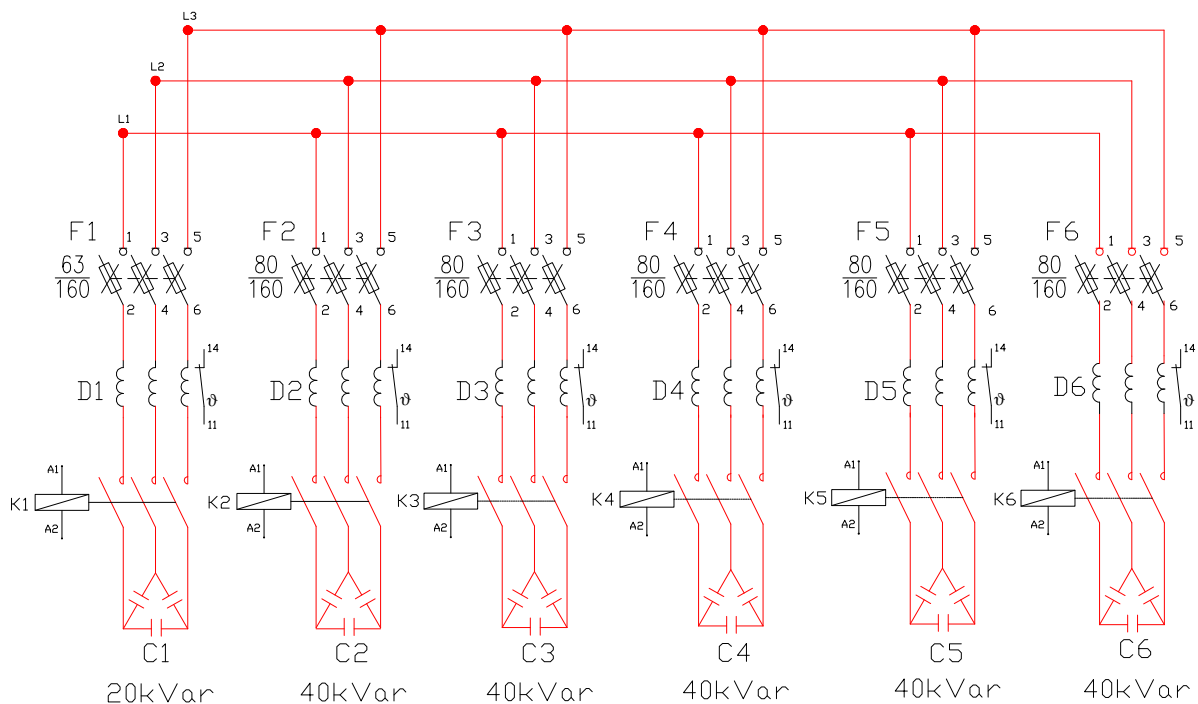 L3
L2
L1
F1 1 3 5
F2 1 3 5
F3 1 3 5
F4 1 3 5
F5 1 3 5
F6 1 3 5
63
160
80
160
80
160
80
160
80
160
80
160
2 4 6
2 4 6
2 4 6
2 4 6
2 4 6
2 4 6
14
14
14
14
14
14
D1 ϑ
D2 ϑ
D3 ϑ
D4 ϑ
D5 ϑ
D6 ϑ
11
11
11
11
11
11
A1
A1
A1
A1
A1
A1
K1
K2
K3
K4
K5
K6
A2
A2
A2
A2
A2
A2
C1
C2
C3
C4
C5
C6
20kVar
40kVar
40kVar
40kVar
40kVar
40kVar